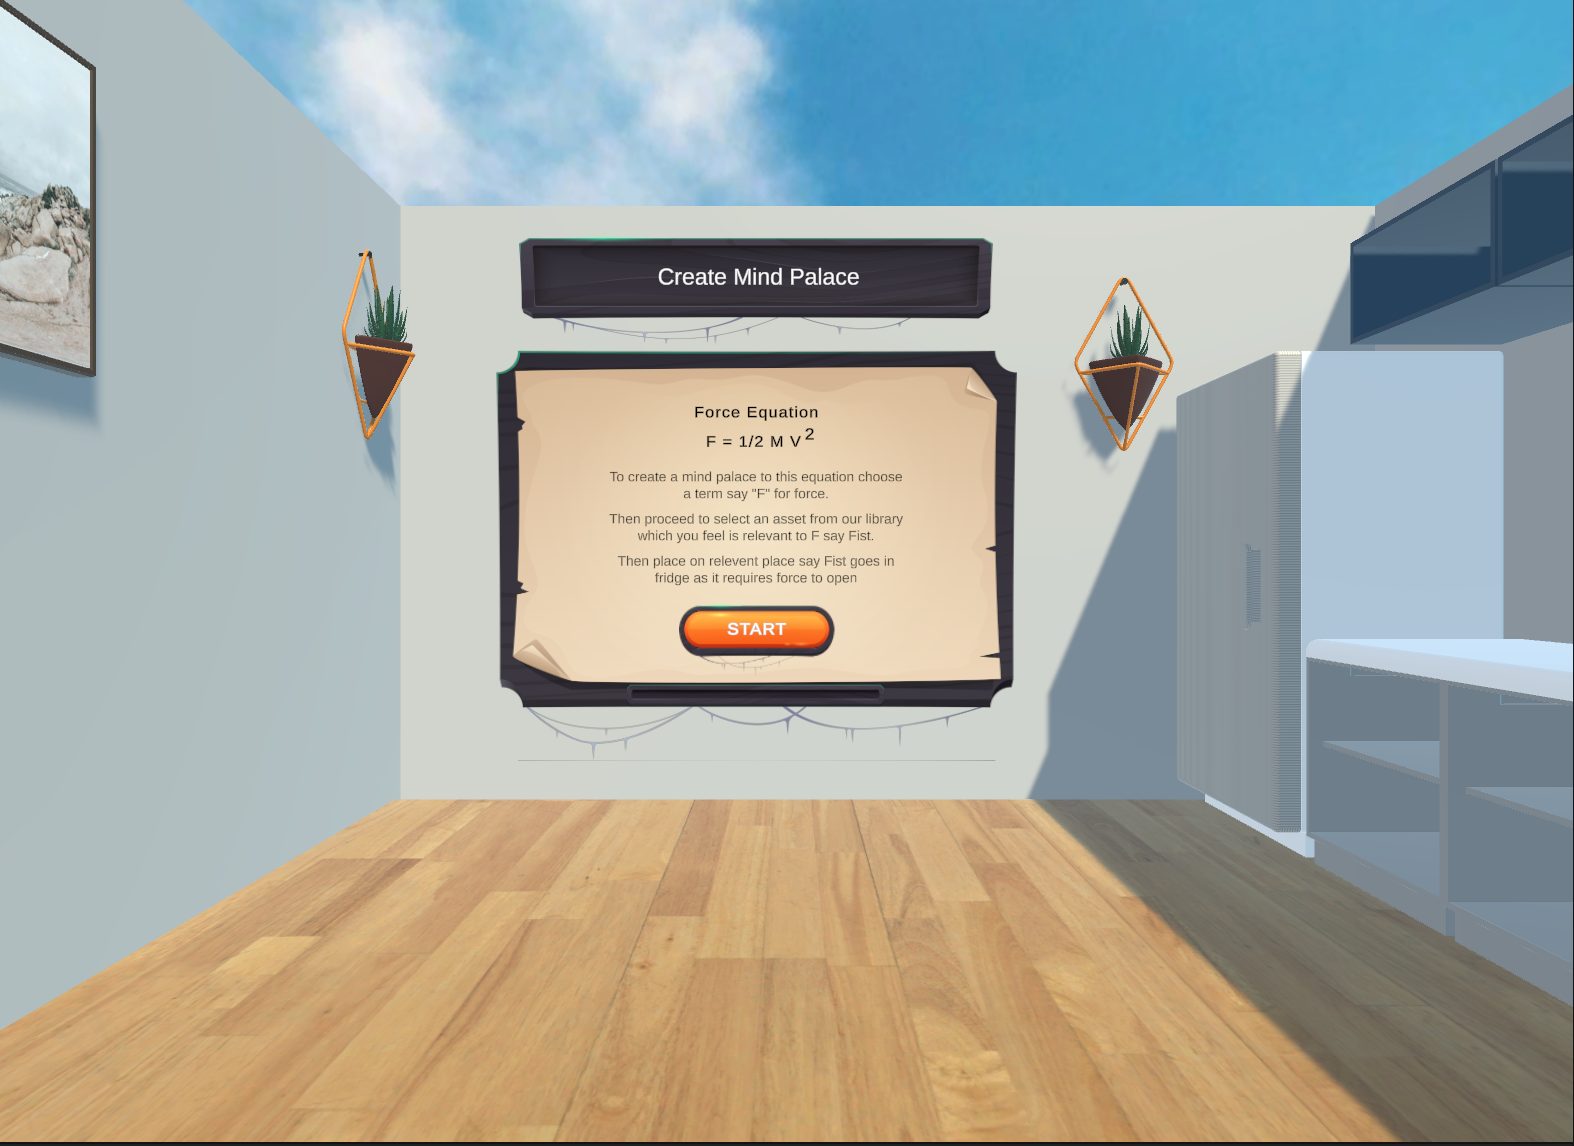 Create Mind Palace
Force Equation
F = 1/2 M V 2
To create a mind palace to this equation choose
a term say "F" for force.
Then proceed to select an asset from our library
which you feel is relevant to F say Fist.
Then place on relevent place say Fist goes in
fridge as it requires force to open
START